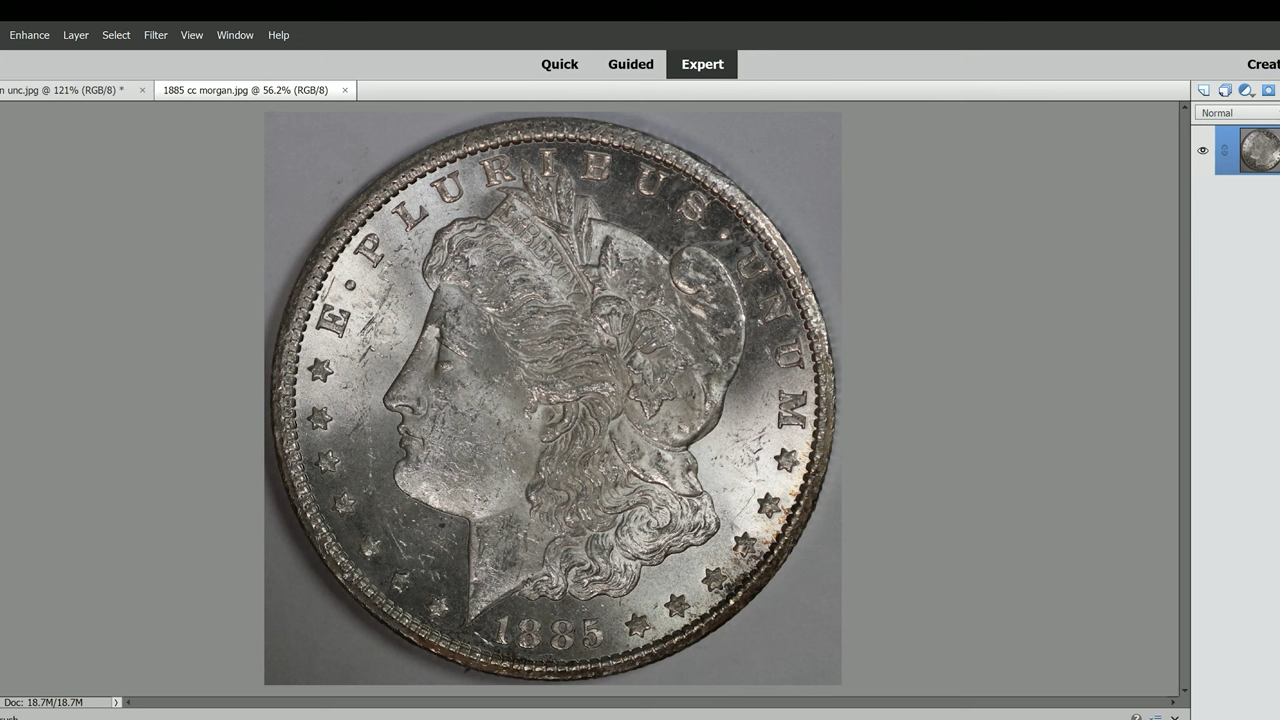 Enhance Layer Select Filter View Window Help
Quick Guided Expert
n unc.jpg @ 121% (RGB/8) * × 1885 cc morgan.jpg @ 56.2% (RGB/8) ×
Normal
E · PLURIBUS · UNUM
LIBERTY
1885
Doc: 18.7M/18.7M